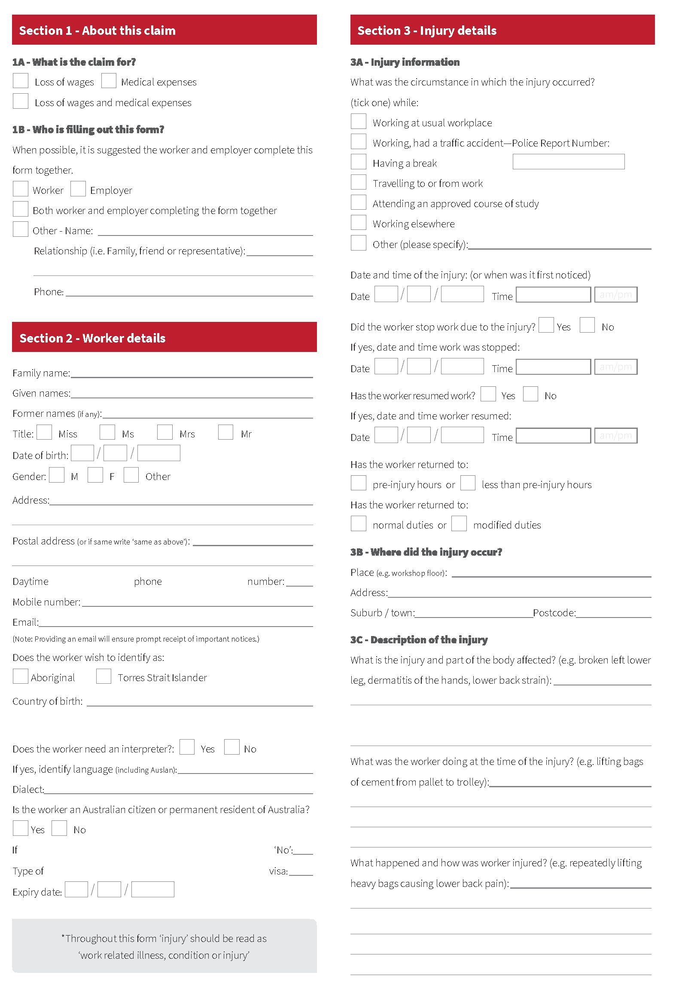 Section 1 - About this claim
1A - What is the claim for?
Loss of wages Medical expenses
Loss of wages and medical expenses
1B - Who is filling out this form?
When possible, it is suggested the worker and employer complete this
form together.
Worker Employer
Both worker and employer completing the form together
Other - Name:
Relationship (i.e. Family, friend or representative):
Phone:
Section 2 - Worker details
Family name:
Given names:
Former names (if any):
Title: Miss Ms Mrs Mr
Date of birth: / /
Gender: M F Other
Address:
Postal address (or if same write ‘same as above’):
Daytime phone number:
Mobile number:
Email:
(Note: Providing an email will ensure prompt receipt of important notices.)
Does the worker wish to identify as:
Aboriginal Torres Strait Islander
Country of birth:
Does the worker need an interpreter?: Yes No
If yes, identify language (including Auslan):
Dialect:
Is the worker an Australian citizen or permanent resident of Australia?
Yes No
If ‘No’:
Type of visa:
Expiry date: / /
*Throughout this form ‘injury’ should be read as
‘work related illness, condition or injury’
Section 3 - Injury details
3A - Injury information
What was the circumstance in which the injury occurred?
(tick one) while:
Working at usual workplace
Working, had a traffic accident—Police Report Number:
Having a break
Travelling to or from work
Attending an approved course of study
Working elsewhere
Other (please specify):
Date and time of the injury: (or when was it first noticed)
Date / / Time am/pm
Did the worker stop work due to the injury? Yes No
If yes, date and time work was stopped:
Date / / Time am/pm
Has the worker resumed work? Yes No
If yes, date and time worker resumed:
Date / / Time am/pm
Has the worker returned to:
pre-injury hours or less than pre-injury hours
Has the worker returned to:
normal duties or modified duties
3B - Where did the injury occur?
Place (e.g. workshop floor):
Address:
Suburb / town: Postcode:
3C - Description of the injury
What is the injury and part of the body affected? (e.g. broken left lower
leg, dermatitis of the hands, lower back strain):
What was the worker doing at the time of the injury? (e.g. lifting bags
of cement from pallet to trolley):
What happened and how was worker injured? (e.g. repeatedly lifting
heavy bags causing lower back pain):